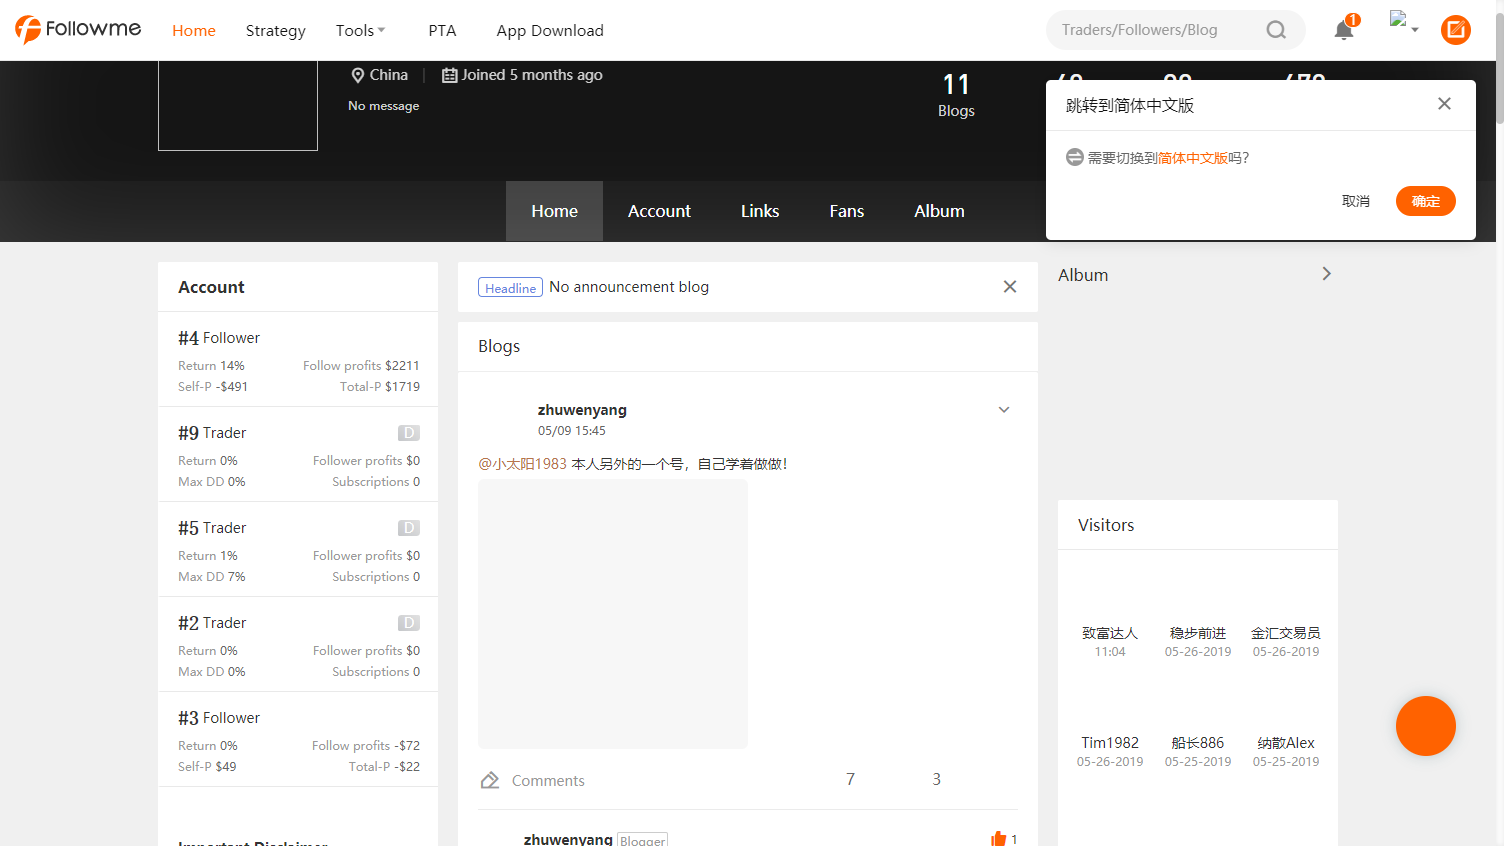 Followme Home Strategy Tools PTA App Download Traders/Followers/Blog 1
China Joined 5 months ago
No message
11
Blogs
跳转到简体中文版
需要切换到简体中文版吗?
取消 确定
Home Account Links Fans Album
Account
#4 Follower
Return 14% Follow profits $2211
Self-P -$491 Total-P $1719
#9 Trader D
Return 0% Follower profits $0
Max DD 0% Subscriptions 0
#5 Trader D
Return 1% Follower profits $0
Max DD 7% Subscriptions 0
#2 Trader D
Return 0% Follower profits $0
Max DD 0% Subscriptions 0
#3 Follower
Return 0% Follow profits -$72
Self-P $49 Total-P -$22
Important Disclaimer
Headline No announcement blog
Blogs
zhuwenyang
05/09 15:45
@小太阳1983 本人另外的一个号，自己学着做做！
Comments 7 3
zhuwenyang Blogger 1
Album
Visitors
致富达人 稳步前进 金汇交易员
11:04 05-26-2019 05-26-2019
Tim1982 船长886 纳散Alex
05-26-2019 05-25-2019 05-25-2019